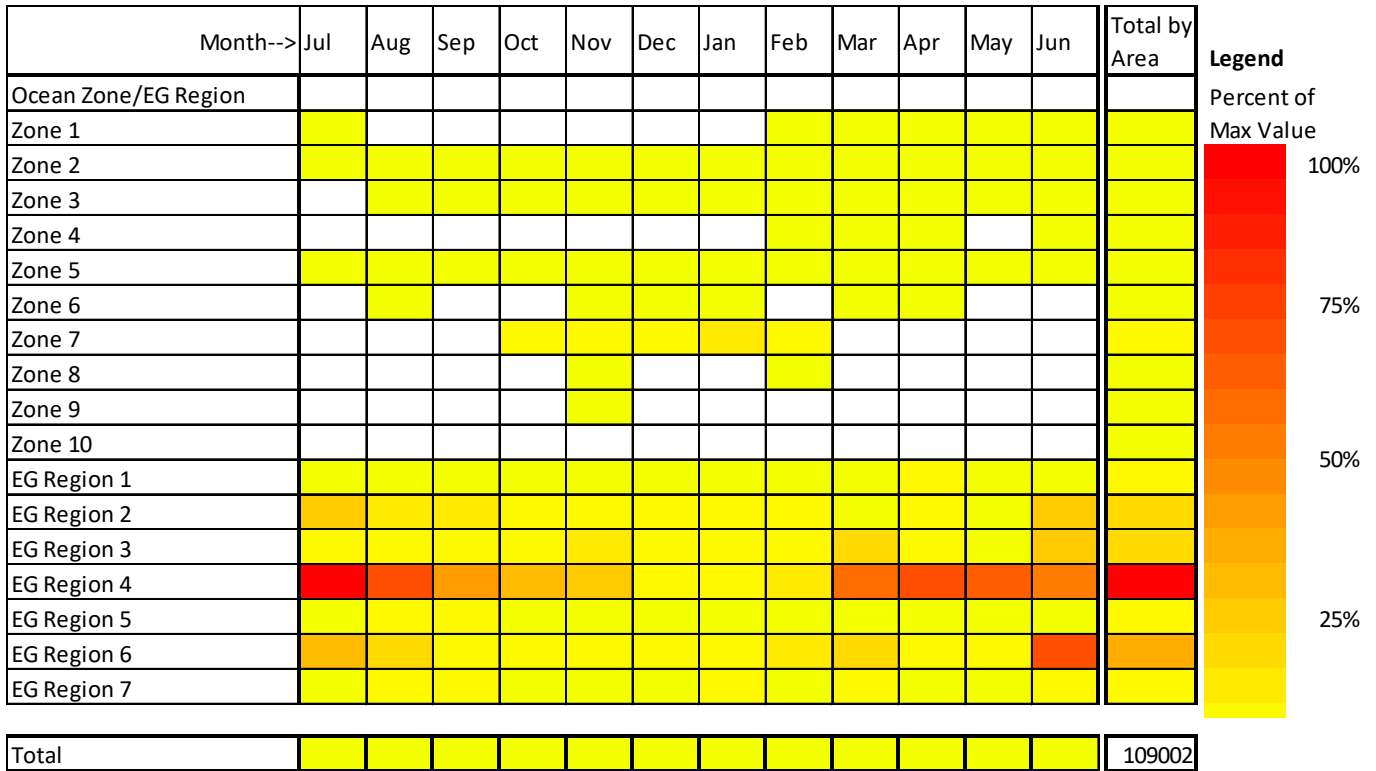 Month--> Jul Aug Sep Oct Nov Dec Jan Feb Mar Apr May Jun Total by
Area
Legend
Ocean Zone/EG Region
Percent of
Max Value
Zone 1
Zone 2
100%
Zone 3
Zone 4
Zone 5
Zone 6
75%
Zone 7
Zone 8
Zone 9
Zone 10
50%
EG Region 1
EG Region 2
EG Region 3
EG Region 4
EG Region 5
25%
EG Region 6
EG Region 7
Total 109002